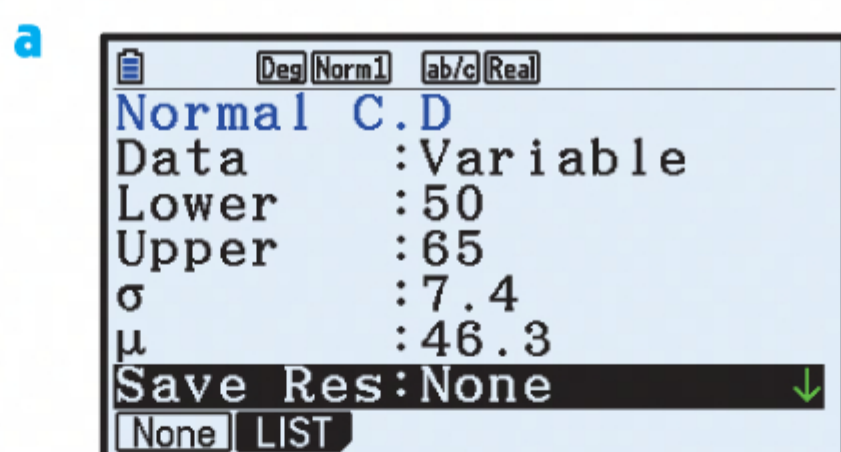 a
Deg Norm1 ab/c Real
Normal C.D
Data :Variable
Lower :50
Upper :65
σ :7.4
μ :46.3
Save Res:None ↓
None LIST